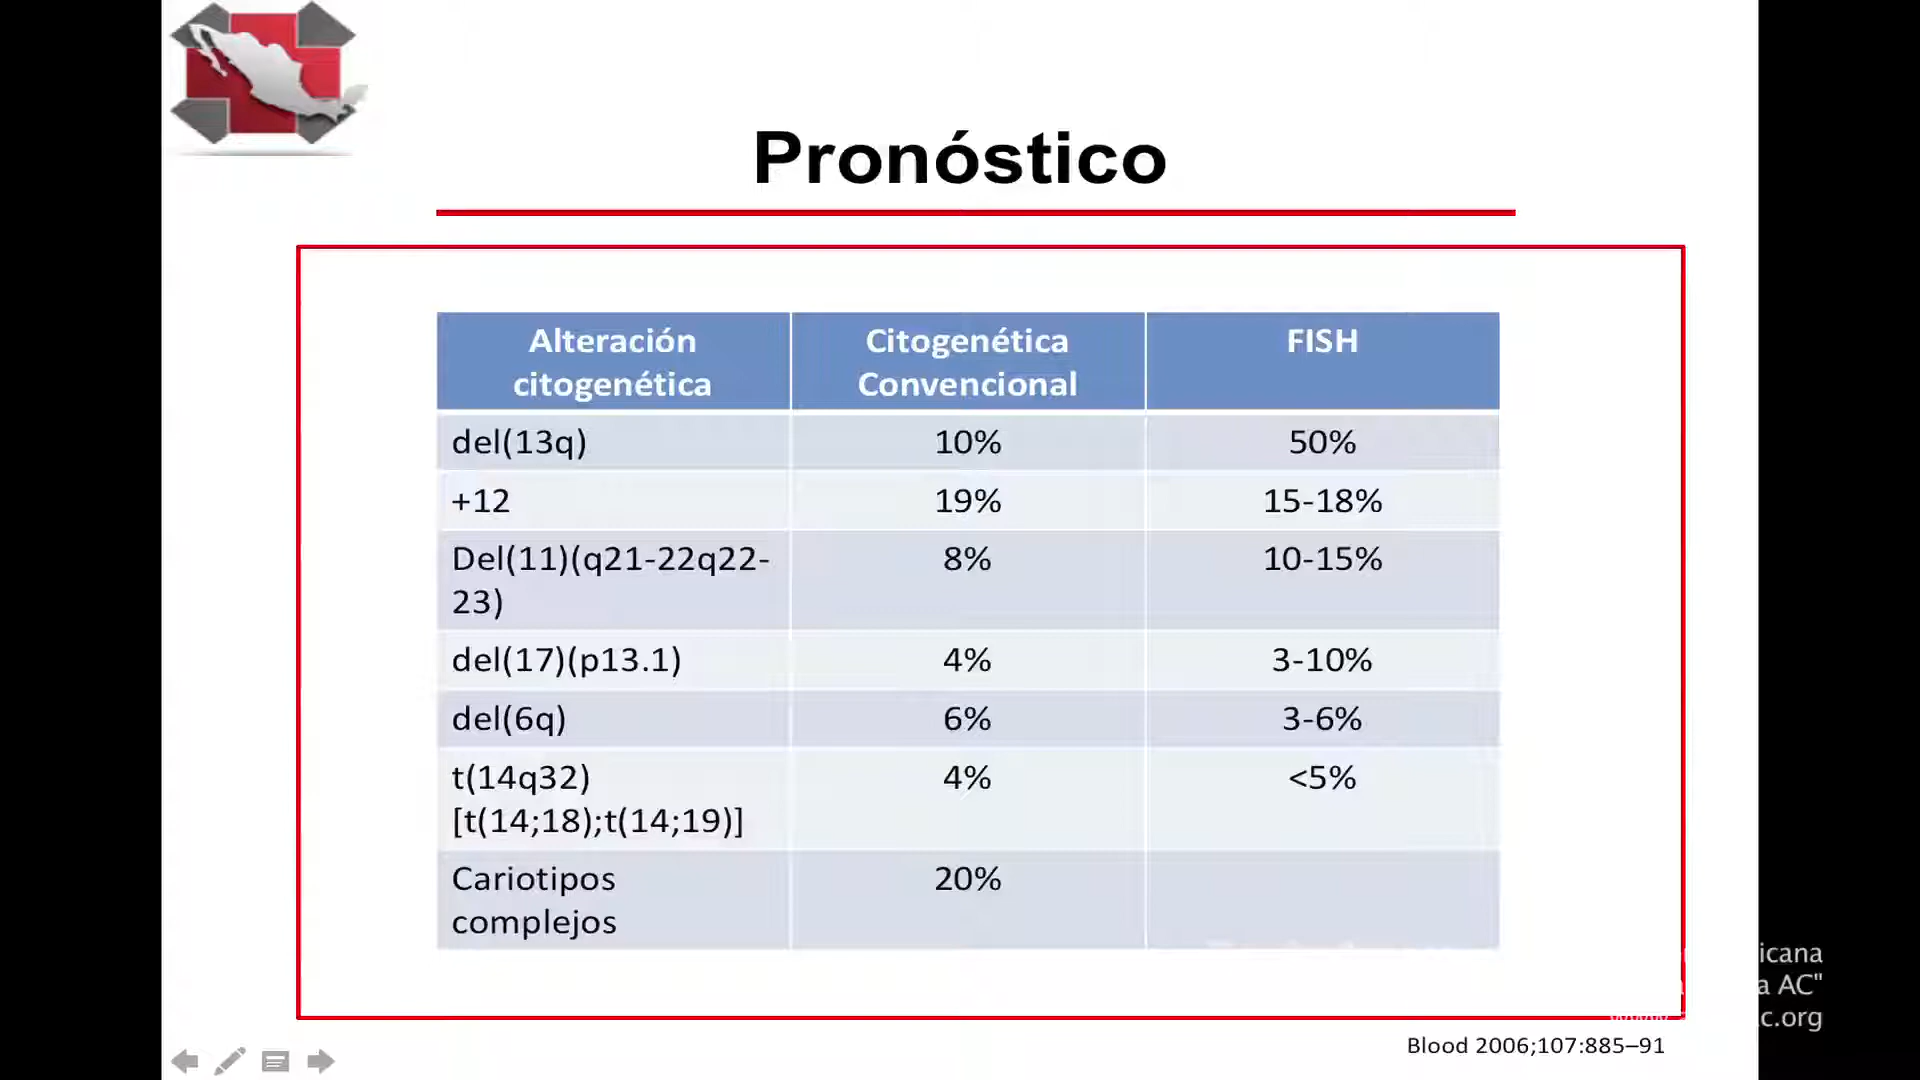 Pronóstico
Alteración
citogenética
Citogenética
Convencional
FISH
del(13q)
10%
50%
+12
19%
15-18%
Del(11)(q21-22q22-
23)
8%
10-15%
del(17)(p13.1)
4%
3-10%
del(6q)
6%
3-6%
t(14q32)
[t(14;18);t(14;19)]
4%
<5%
Cariotipos
complejos
20%
AC"
Blood 2006;107:885–91